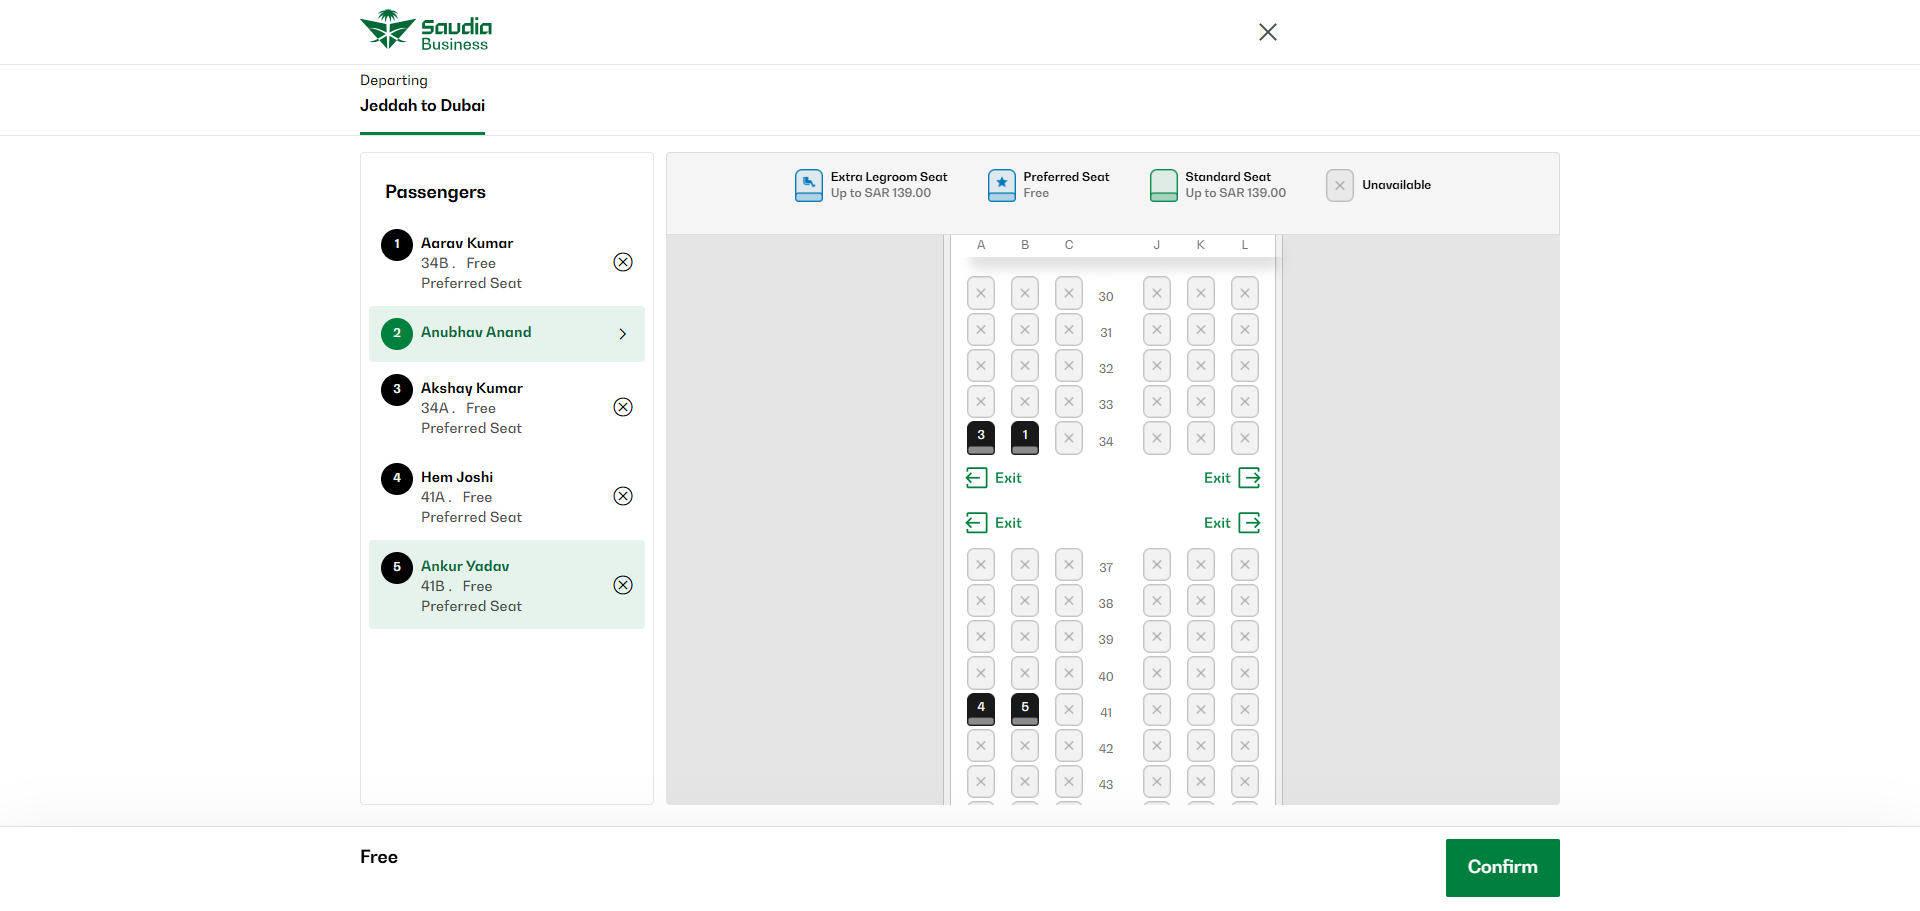 Saudia
Business
Departing
Jeddah to Dubai
Passengers
1 Aarav Kumar
34B . Free
Preferred Seat
2 Anubhav Anand
3 Akshay Kumar
34A . Free
Preferred Seat
4 Hem Joshi
41A . Free
Preferred Seat
5 Ankur Yadav
41B . Free
Preferred Seat
Extra Legroom Seat
Up to SAR 139.00
Preferred Seat
Free
Standard Seat
Up to SAR 139.00
Unavailable
A B C J K L
30
31
32
33
3 1 34
Exit Exit
Exit Exit
37
38
39
40
4 5 41
42
43
Free
Confirm